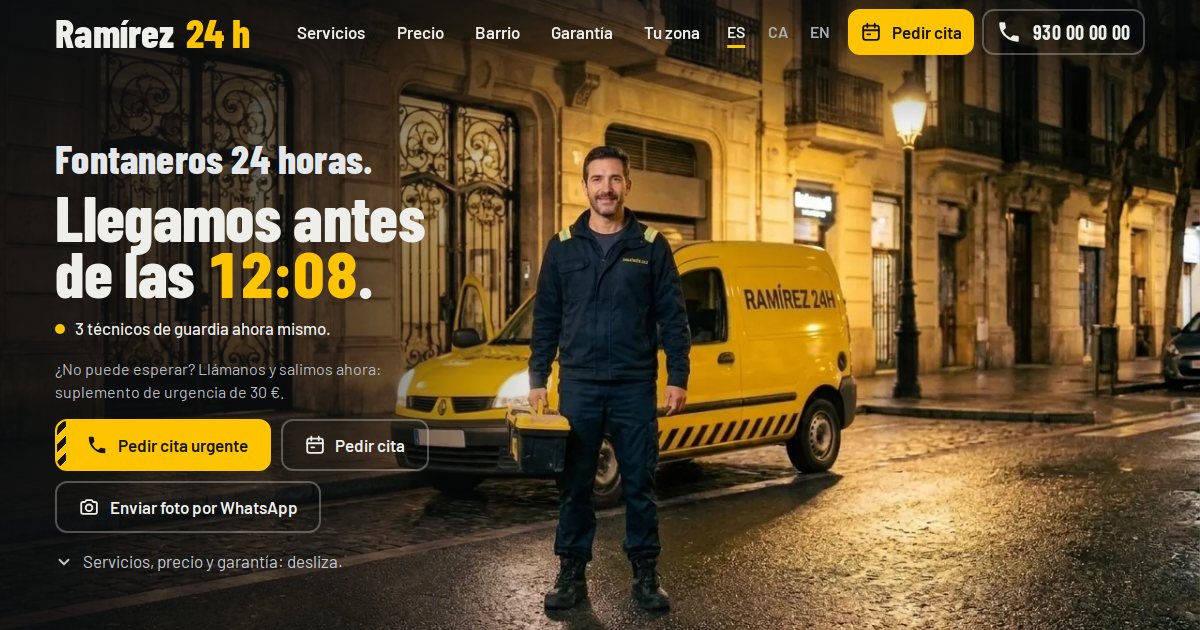 Ramírez 24 h
Servicios
Precio
Barrio
Garantía
Tu zona
ES
CA
EN
Pedir cita
930 00 00 00
Fontaneros 24 horas.
Llegamos antes
de las 12:08.
3 técnicos de guardia ahora mismo.
¿No puede esperar? Llámanos y salimos ahora:
suplemento de urgencia de 30 €.
Pedir cita urgente
Pedir cita
Enviar foto por WhatsApp
Servicios, precio y garantía: desliza.
RAMÍREZ 24H